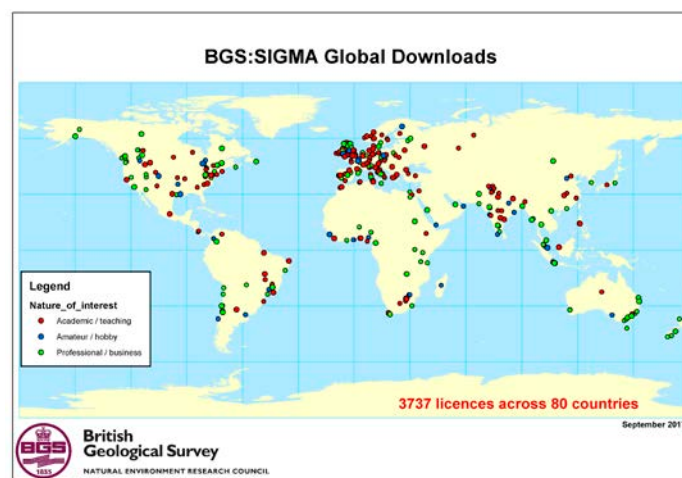 BGS:SIGMA Global Downloads
Legend
Nature_of_interest
Academic / teaching
Amateur / hobby
Professional / business
3737 licences across 80 countries
September 201
BGS
1835
British
Geological Survey
NATURAL ENVIRONMENT RESEARCH COUNCIL